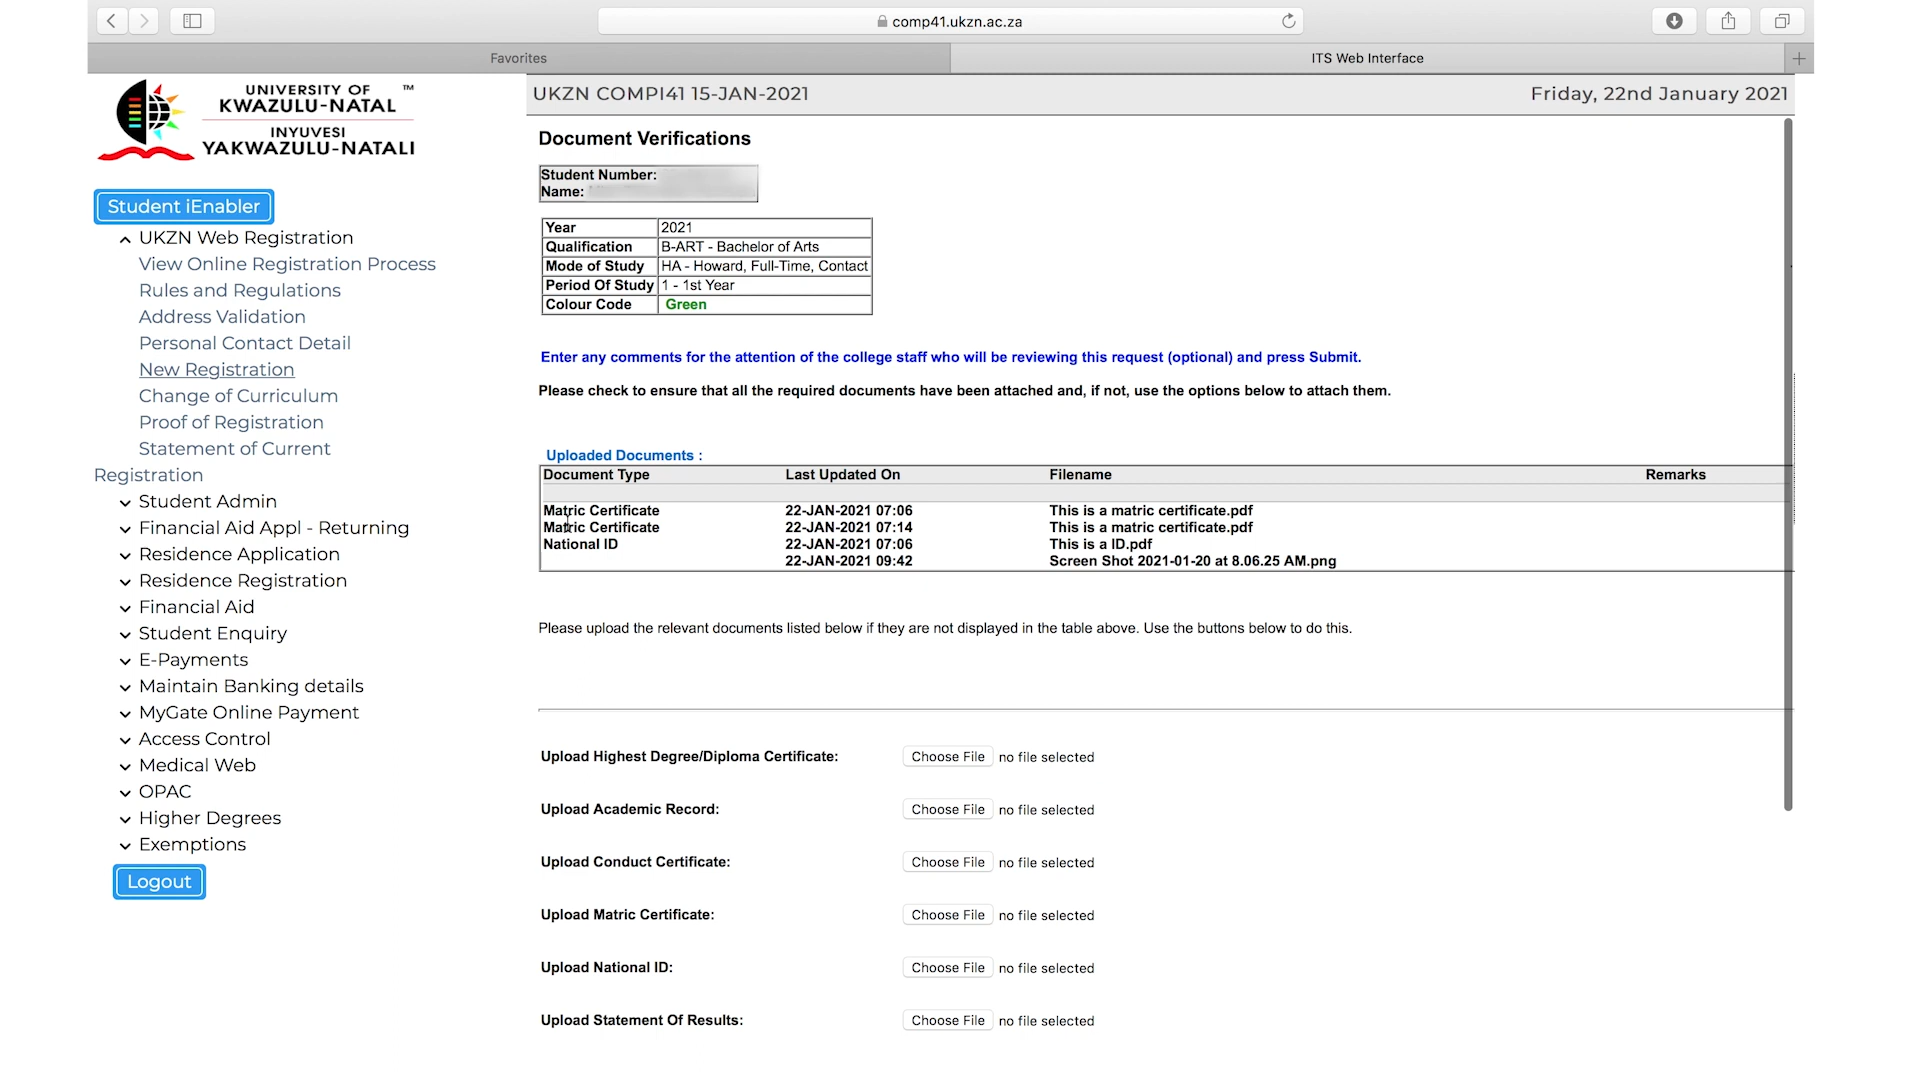 comp41.ukzn.ac.za
Favorites
ITS Web Interface
UNIVERSITY OF ™
KWAZULU-NATAL
INYUVESI
YAKWAZULU-NATALI
UKZN COMPI41 15-JAN-2021
Friday, 22nd January 2021
Student iEnabler
UKZN Web Registration
View Online Registration Process
Rules and Regulations
Address Validation
Personal Contact Detail
New Registration
Change of Curriculum
Proof of Registration
Statement of Current
Registration
Student Admin
Financial Aid Appl - Returning
Residence Application
Residence Registration
Financial Aid
Student Enquiry
E-Payments
Maintain Banking details
MyGate Online Payment
Access Control
Medical Web
OPAC
Higher Degrees
Exemptions
Logout
Document Verifications
Student Number:
Name:
Year 2021
Qualification B-ART - Bachelor of Arts
Mode of Study HA - Howard, Full-Time, Contact
Period Of Study 1 - 1st Year
Colour Code Green
Enter any comments for the attention of the college staff who will be reviewing this request (optional) and press Submit.
Please check to ensure that all the required documents have been attached and, if not, use the options below to attach them.
Uploaded Documents :
Document Type Last Updated On Filename Remarks
Matric Certificate 22-JAN-2021 07:06 This is a matric certificate.pdf
Matric Certificate 22-JAN-2021 07:14 This is a matric certificate.pdf
National ID 22-JAN-2021 07:06 This is a ID.pdf
22-JAN-2021 09:42 Screen Shot 2021-01-20 at 8.06.25 AM.png
Please upload the relevant documents listed below if they are not displayed in the table above. Use the buttons below to do this.
Upload Highest Degree/Diploma Certificate: Choose File no file selected
Upload Academic Record: Choose File no file selected
Upload Conduct Certificate: Choose File no file selected
Upload Matric Certificate: Choose File no file selected
Upload National ID: Choose File no file selected
Upload Statement Of Results: Choose File no file selected